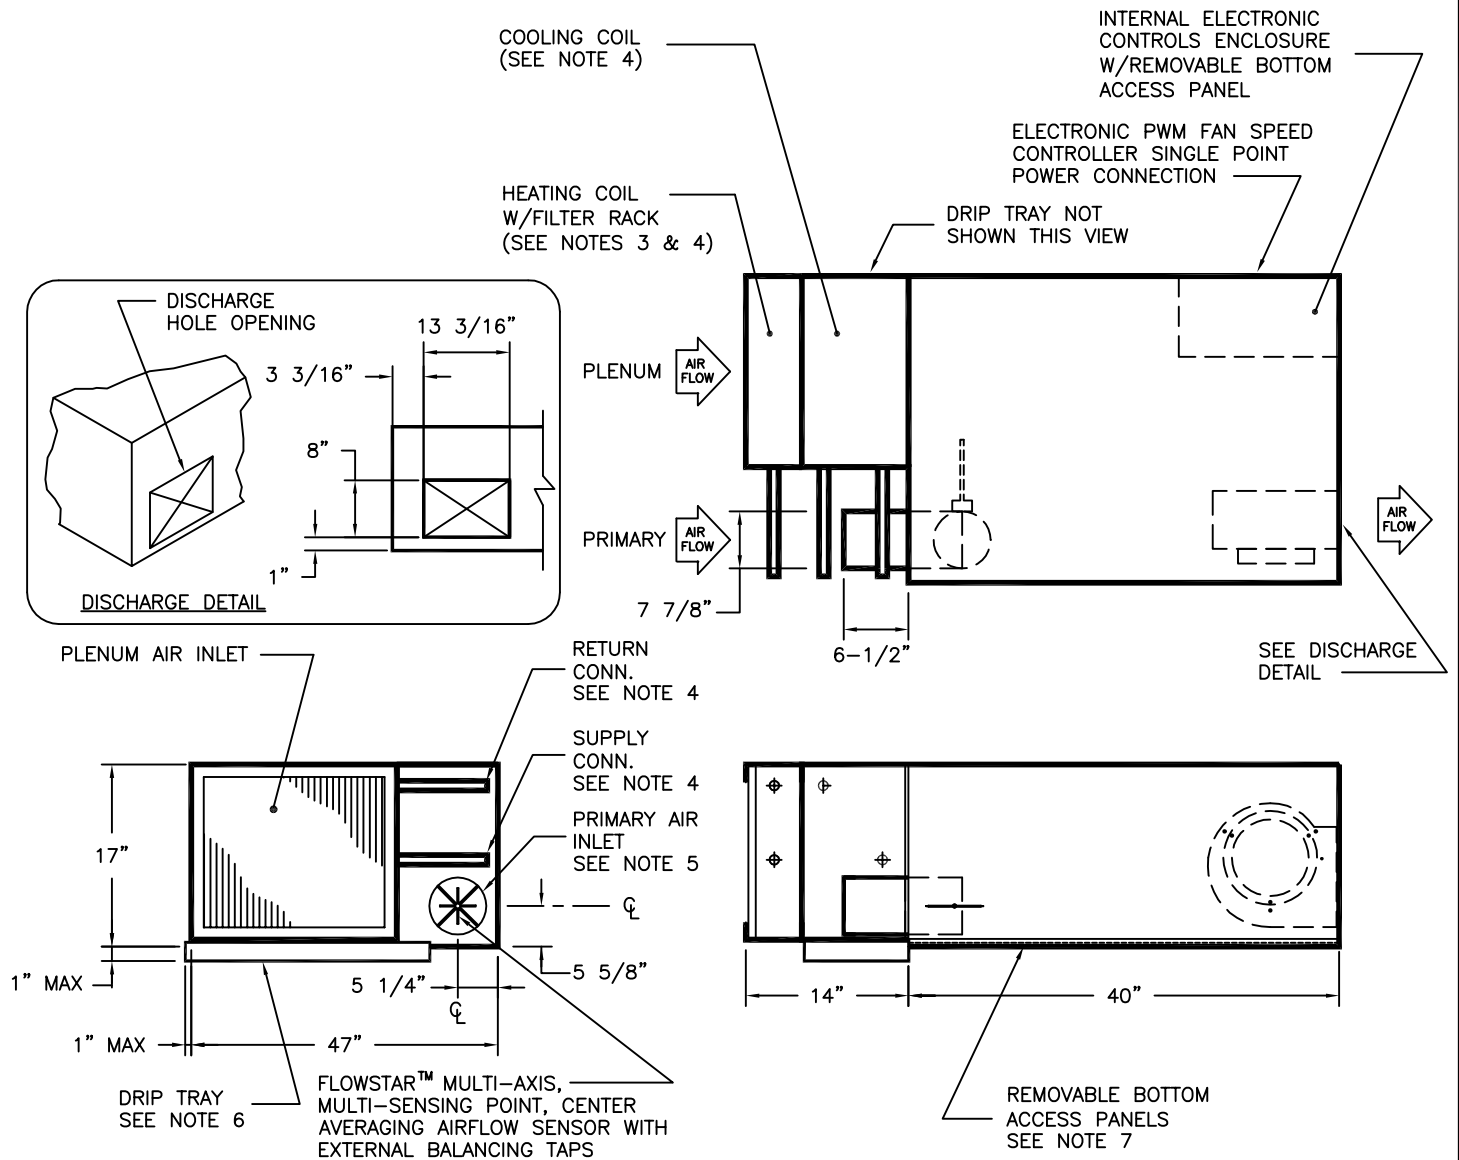 COOLING COIL
(SEE NOTE 4)
INTERNAL ELECTRONIC
CONTROLS ENCLOSURE
W/REMOVABLE BOTTOM
ACCESS PANEL
ELECTRONIC PWM FAN SPEED
CONTROLLER SINGLE POINT
POWER CONNECTION
HEATING COIL
W/FILTER RACK
(SEE NOTES 3 & 4)
DRIP TRAY NOT
SHOWN THIS VIEW
DISCHARGE
HOLE OPENING
13 3/16"
3 3/16"
8"
1"
DISCHARGE DETAIL
PLENUM
AIR
FLOW
PRIMARY
AIR
FLOW
AIR
FLOW
7 7/8"
6-1/2"
SEE DISCHARGE
DETAIL
PLENUM AIR INLET
RETURN
CONN.
SEE NOTE 4
SUPPLY
CONN.
SEE NOTE 4
PRIMARY AIR
INLET
SEE NOTE 5
17"
℄
5 5/8"
1" MAX
5 1/4"
℄
1" MAX
47"
14"
40"
DRIP TRAY
SEE NOTE 6
FLOWSTAR™ MULTI-AXIS,
MULTI-SENSING POINT, CENTER
AVERAGING AIRFLOW SENSOR WITH
EXTERNAL BALANCING TAPS
REMOVABLE BOTTOM
ACCESS PANELS
SEE NOTE 7